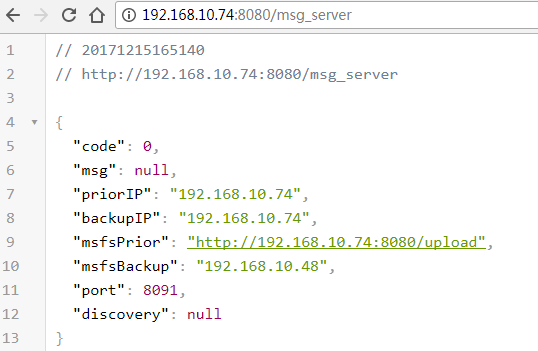 192.168.10.74:8080/msg_server
1 // 20171215165140
2 // http://192.168.10.74:8080/msg_server
3
4 {
5 "code": 0,
6 "msg": null,
7 "priorIP": "192.168.10.74",
8 "backupIP": "192.168.10.74",
9 "msfsPrior": "http://192.168.10.74:8080/upload",
10 "msfsBackup": "192.168.10.48",
11 "port": 8091,
12 "discovery": null
13 }